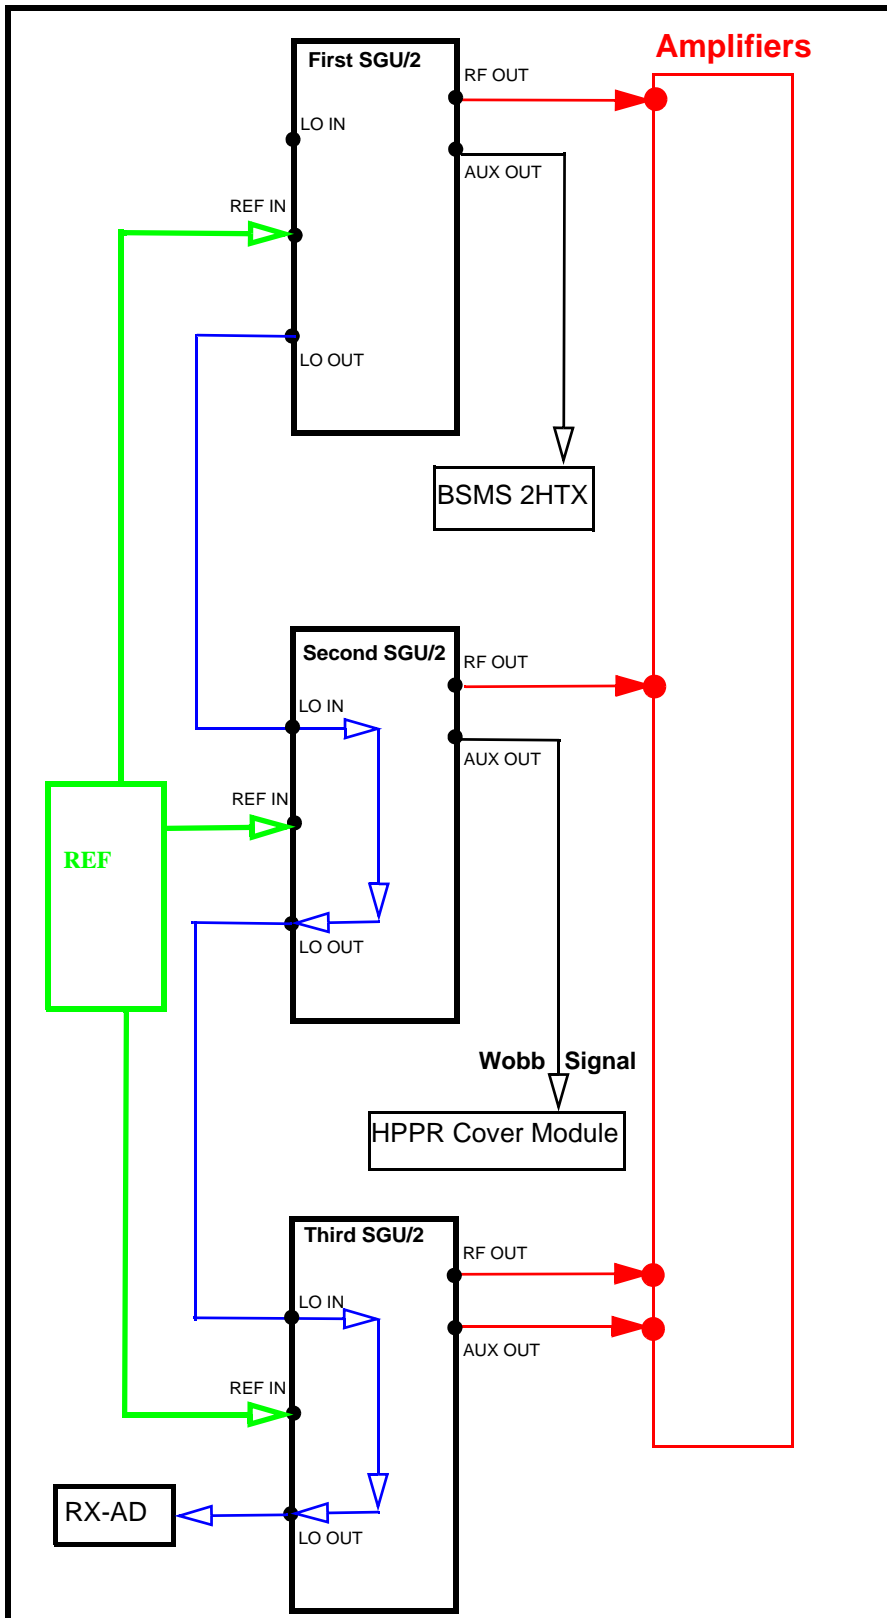 Amplifiers
First SGU/2
RF OUT
LO IN
AUX OUT
REF IN
LO OUT
BSMS 2HTX
Second SGU/2
RF OUT
LO IN
AUX OUT
REF IN
REF
LO OUT
Wobb Signal
HPPR Cover Module
Third SGU/2
RF OUT
LO IN
AUX OUT
REF IN
RX-AD
LO OUT